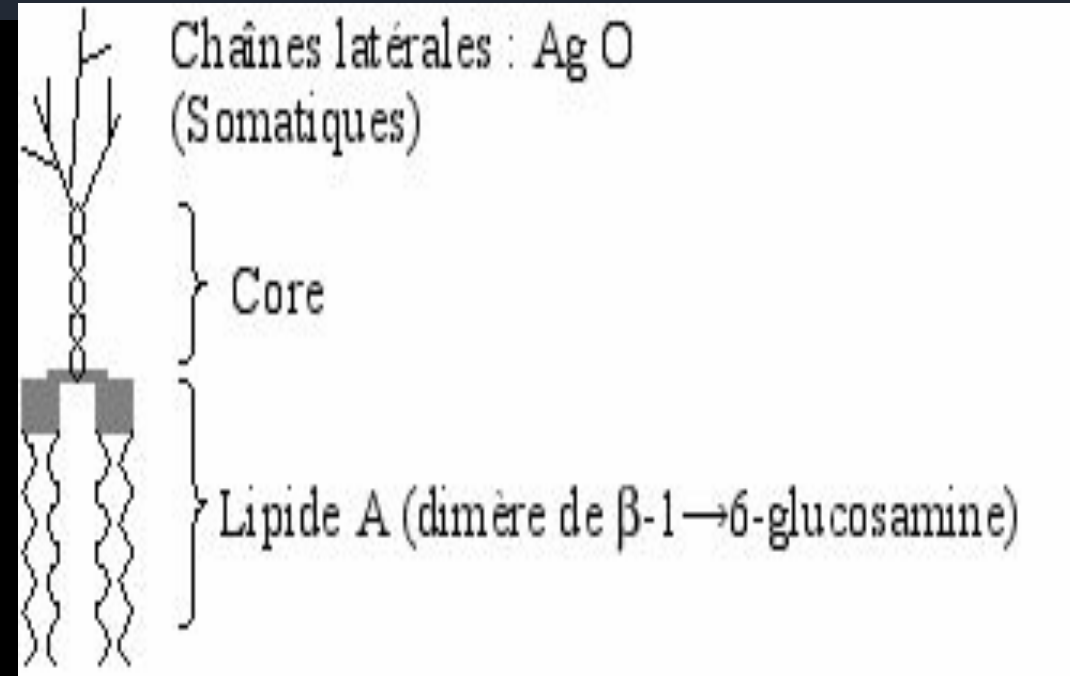 Chaînes latérales : Ag O
(Somatiques)
Core
Lipide A (dimère de β-1→6-glucosamine)